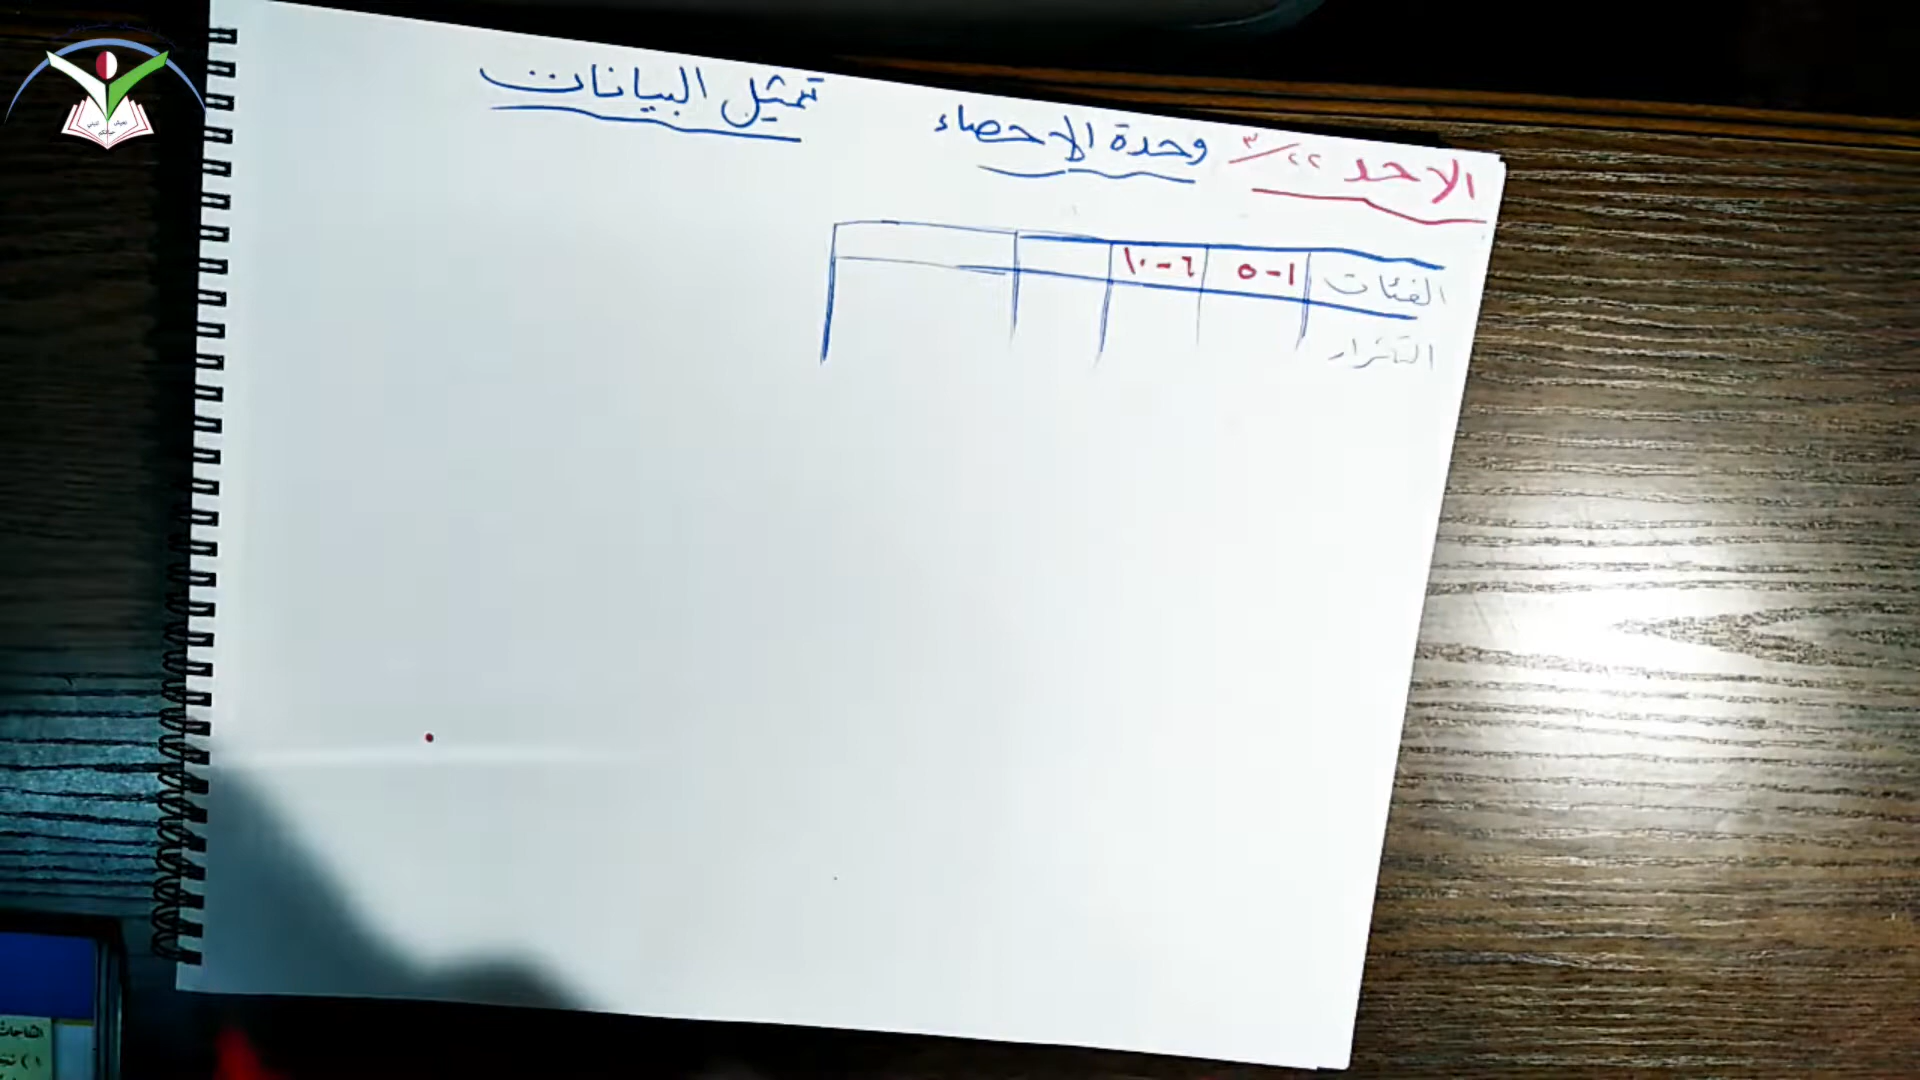 الاحد ٢٢/٣ وحدة الاحصاء تمثيل البيانات
الفئات ١-٥ ٦-١٠
التكرار